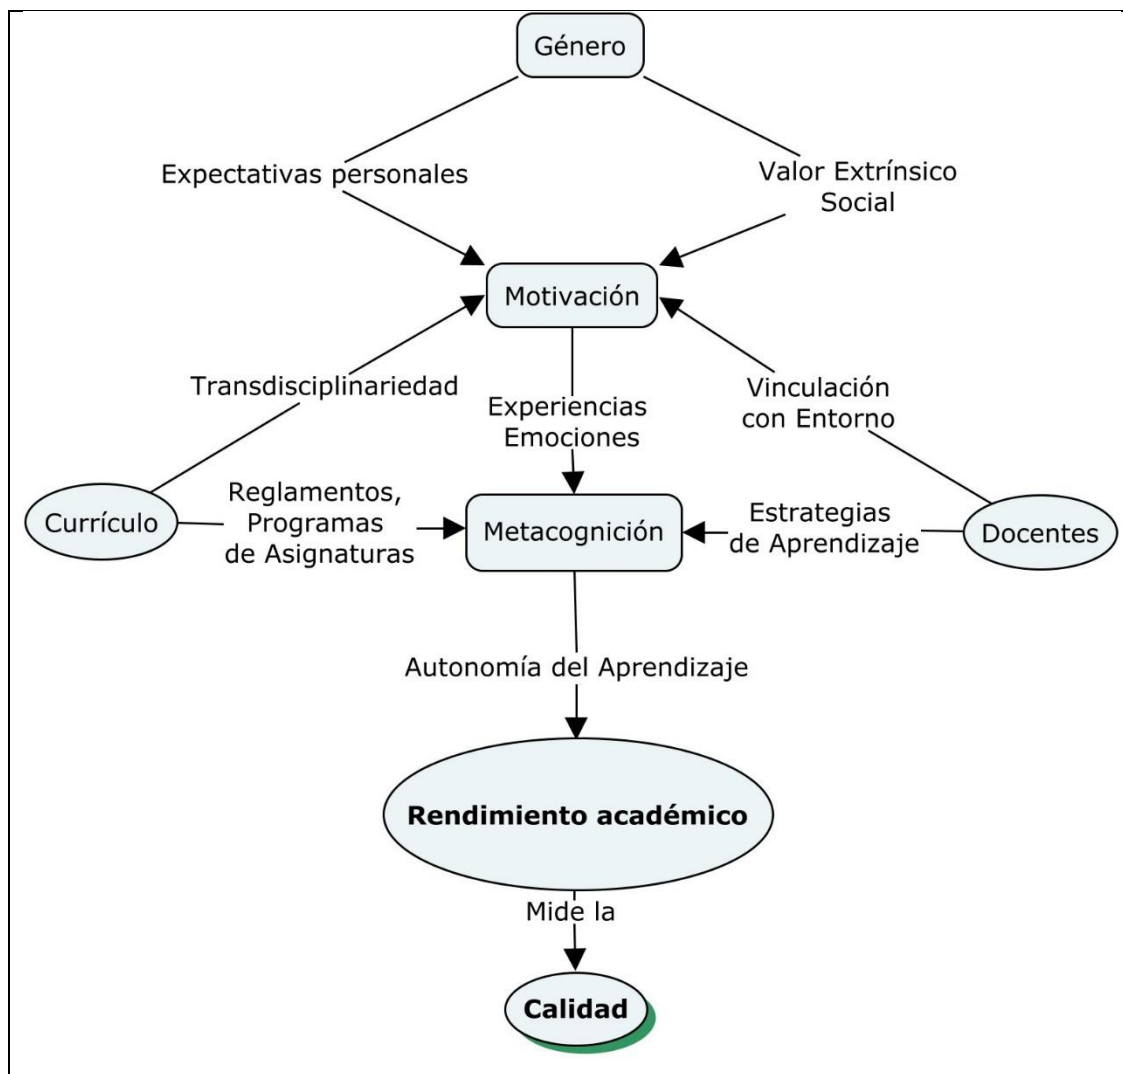 Género
Expectativas personales
Valor Extrínsico
Social
Motivación
Transdisciplinariedad
Vinculación
con Entorno
Experiencias
Emociones
Currículo
Reglamentos,
Programas
de Asignaturas
Metacognición
Estrategias
de Aprendizaje
Docentes
Autonomía del Aprendizaje
Rendimiento académico
Mide la
Calidad